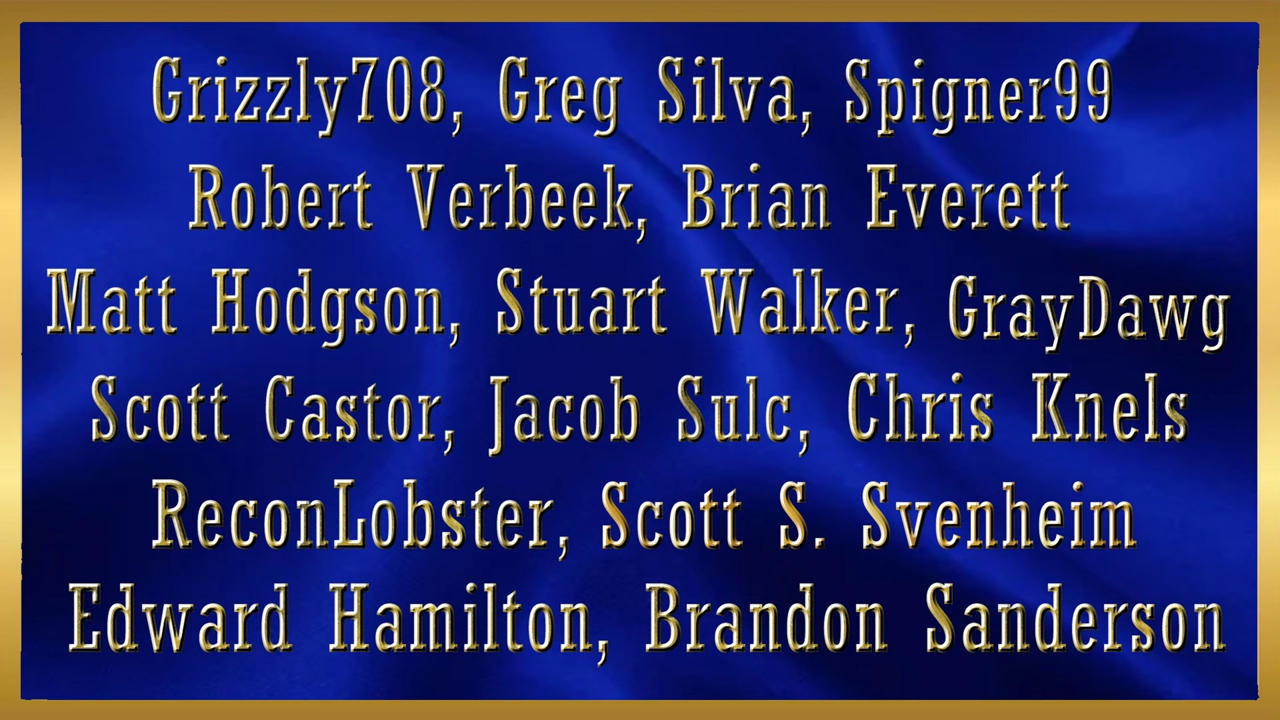 Grizzly708, Greg Silva, Spigner99
Robert Verbeek, Brian Everett
Matt Hodgson, Stuart Walker, GrayDawg
Scott Castor, Jacob Sulc, Chris Knels
ReconLobster, Scott S. Svenheim
Edward Hamilton, Brandon Sanderson